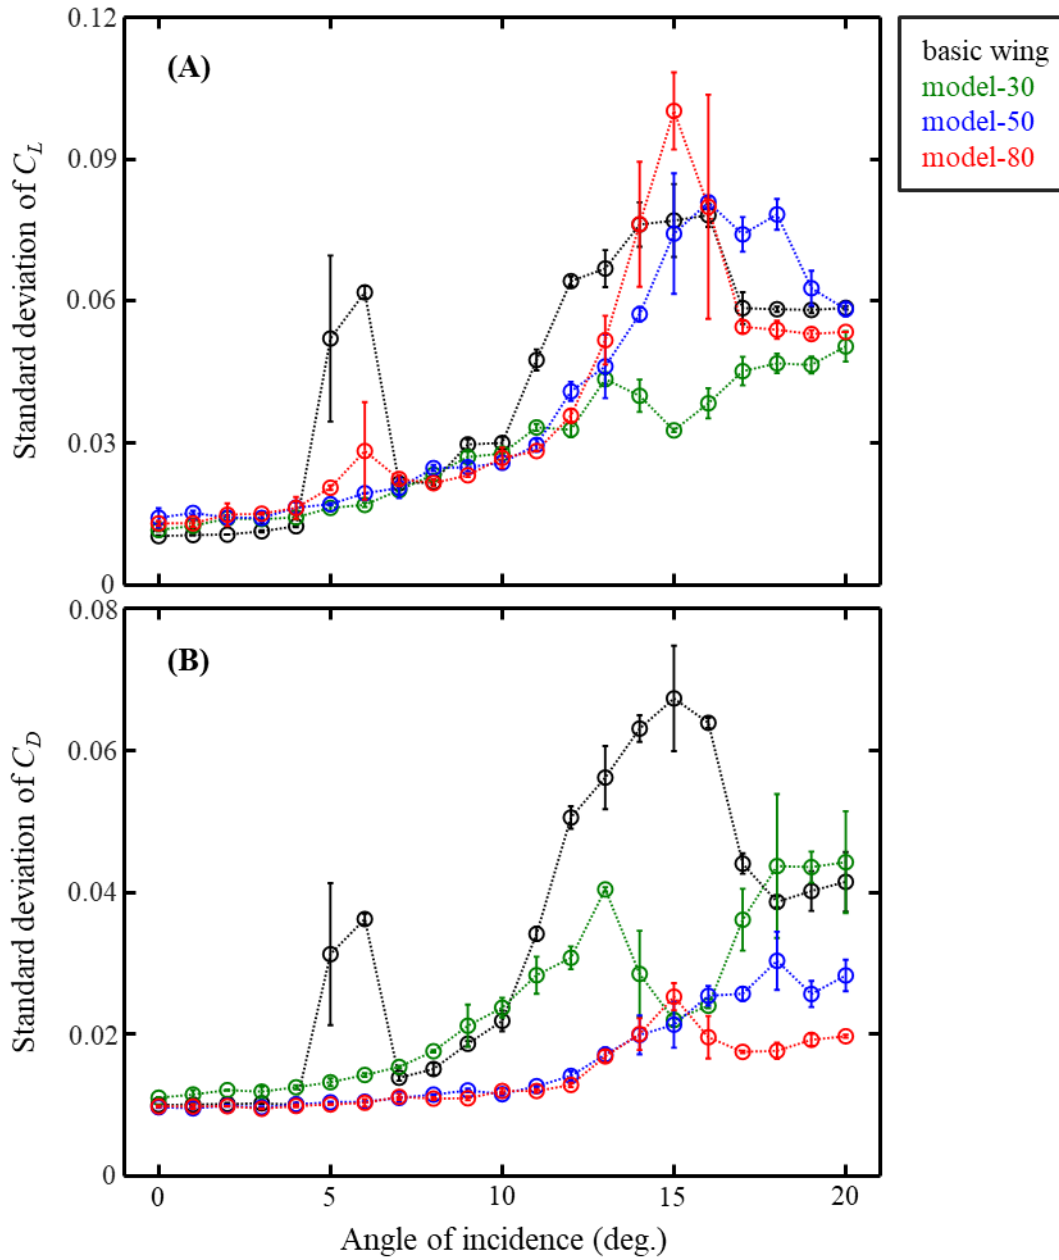 0.12
(A)
0.09
0.06
0.03
0
Standard deviation of C_L
basic wing
model-30
model-50
model-80
0.08
(B)
0.06
0.04
0.02
0
Standard deviation of C_D
0 5 10 15 20
Angle of incidence (deg.)